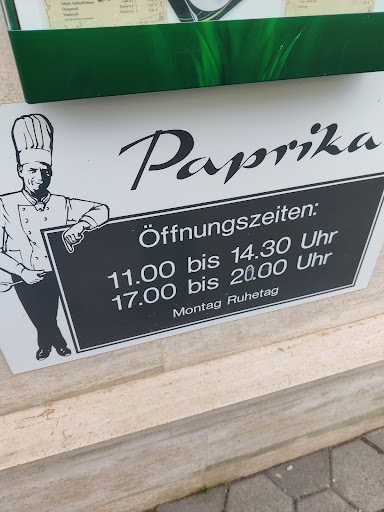 Paprika
Öffnungszeiten:
11.00 bis 14.30 Uhr
17.00 bis 20.00 Uhr
Montag Ruhetag